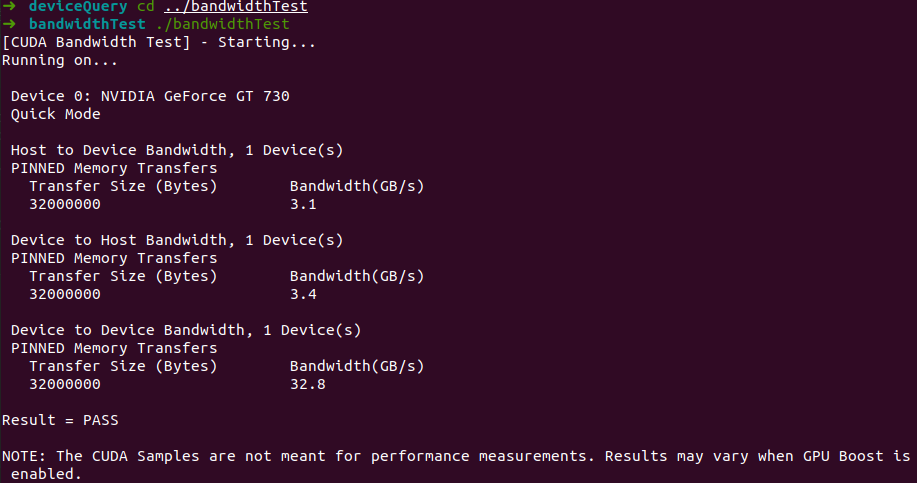 ➜ deviceQuery cd ../bandwidthTest
➜ bandwidthTest ./bandwidthTest
[CUDA Bandwidth Test] - Starting...
Running on...
Device 0: NVIDIA GeForce GT 730
Quick Mode
Host to Device Bandwidth, 1 Device(s)
PINNED Memory Transfers
Transfer Size (Bytes) Bandwidth(GB/s)
32000000 3.1
Device to Host Bandwidth, 1 Device(s)
PINNED Memory Transfers
Transfer Size (Bytes) Bandwidth(GB/s)
32000000 3.4
Device to Device Bandwidth, 1 Device(s)
PINNED Memory Transfers
Transfer Size (Bytes) Bandwidth(GB/s)
32000000 32.8
Result = PASS
NOTE: The CUDA Samples are not meant for performance measurements. Results may vary when GPU Boost is
enabled.